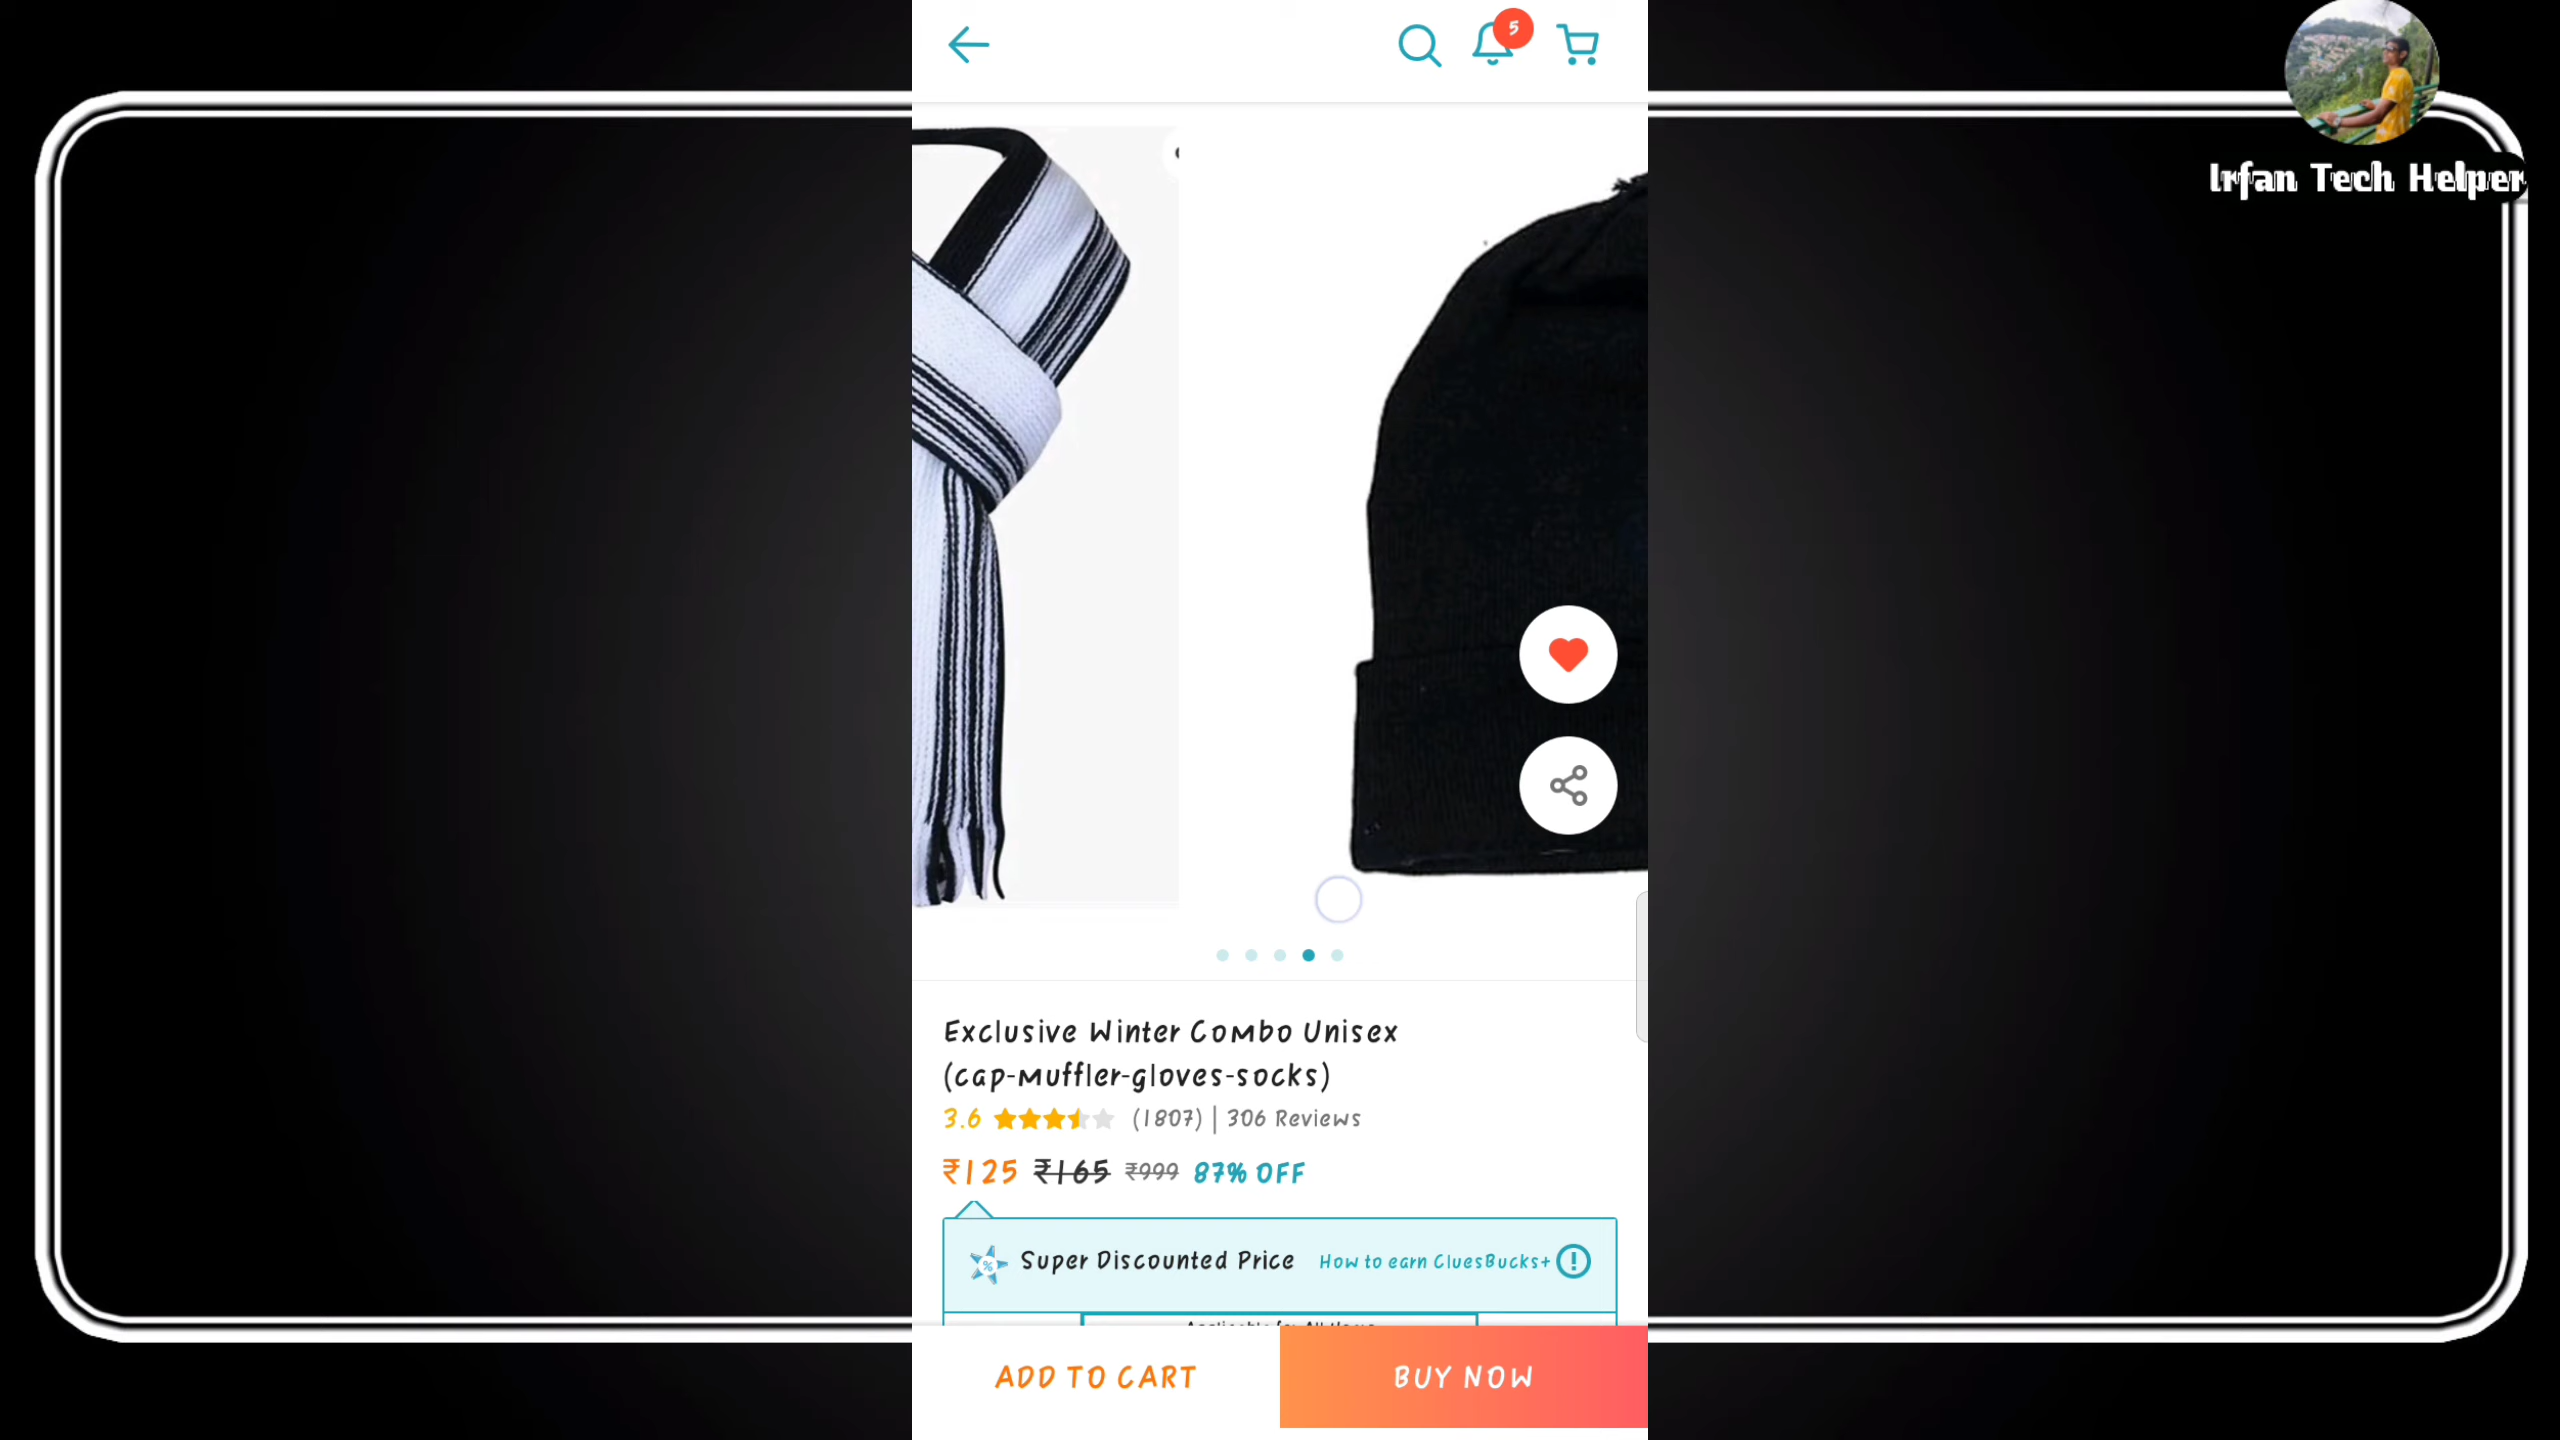 5
Irfan Tech Helper
Exclusive Winter Combo Unisex
(cap-Muffler-gloves-socks)
3.6 (1807) | 306 Reviews
₹125 ₹165 ₹999 87% OFF
Super Discounted Price How to earn CluesBucks+
ADD TO CART BUY NOW